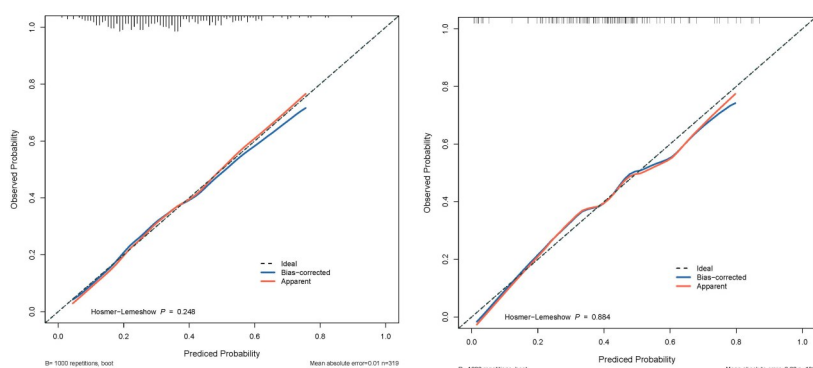 1.0
0.8
0.6
0.4
0.2
0.0
Observed Probability
Ideal
Bias-corrected
Apparent
Hosmer-Lemeshow P = 0.248
0.0 0.2 0.4 0.6 0.8 1.0
Prediced Probability
B= 1000 repetitions, boot Mean absolute error=0.01 n=319
1.0
0.8
0.6
0.4
0.2
0.0
Observed Probability
Ideal
Bias-corrected
Apparent
Hosmer-Lemeshow P = 0.884
0.0 0.2 0.4 0.6 0.8 1.0
Prediced Probability